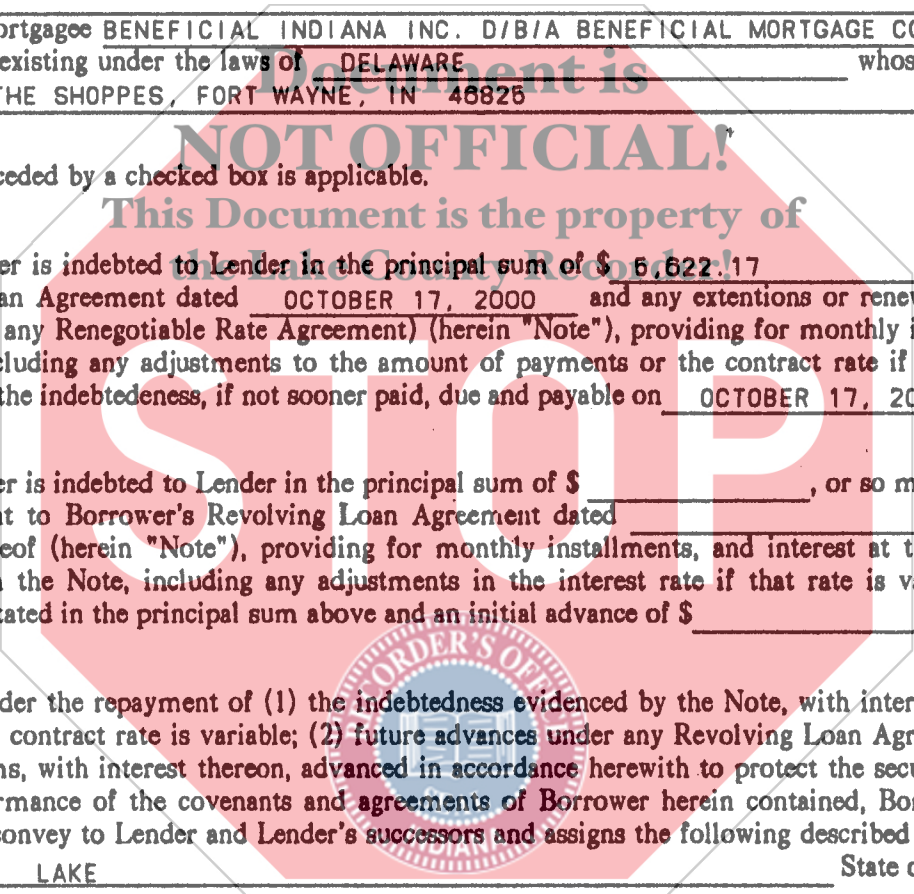 ortgagee BENEFICIAL INDIANA INC. D/B/A BENEFICIAL MORTGAGE CO
existing under the laws of DELAWARE whos
THE SHOPPES, FORT WAYNE, IN 46825
Document is
NOT OFFICIAL!
ceded by a checked box is applicable.
This Document is the property of
the Lake County Recorder!
er is indebted to Lender in the principal sum of $ 6,622.17
an Agreement dated OCTOBER 17, 2000 and any extentions or renew
any Renegotiable Rate Agreement) (herein "Note"), providing for monthly
cluding any adjustments to the amount of payments or the contract rate if
the indebtedeness, if not sooner paid, due and payable on OCTOBER 17, 20
STOP
er is indebted to Lender in the principal sum of $ , or so m
t to Borrower's Revolving Loan Agreement dated
eof (herein "Note"), providing for monthly installments, and interest at t
the Note, including any adjustments in the interest rate if that rate is v
tated in the principal sum above and an initial advance of $
RECORDER'S OFFICE
der the repayment of (1) the indebtedness evidenced by the Note, with inter
contract rate is variable; (2) future advances under any Revolving Loan Agr
ns, with interest thereon, advanced in accordance herewith to protect the secu
rmance of the covenants and agreements of Borrower herein contained, Bor
convey to Lender and Lender's successors and assigns the following described
INDIANA
LAKE State o